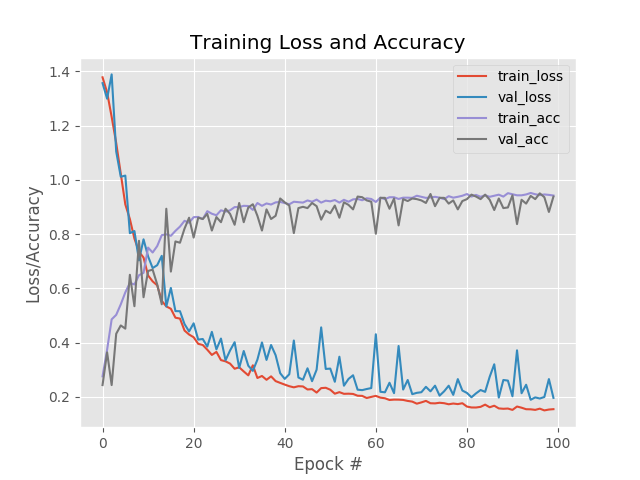 Training Loss and Accuracy
train_loss
val_loss
train_acc
val_acc
Loss/Accuracy
1.4
1.2
1.0
0.8
0.6
0.4
0.2
0 20 40 60 80 100
Epock #